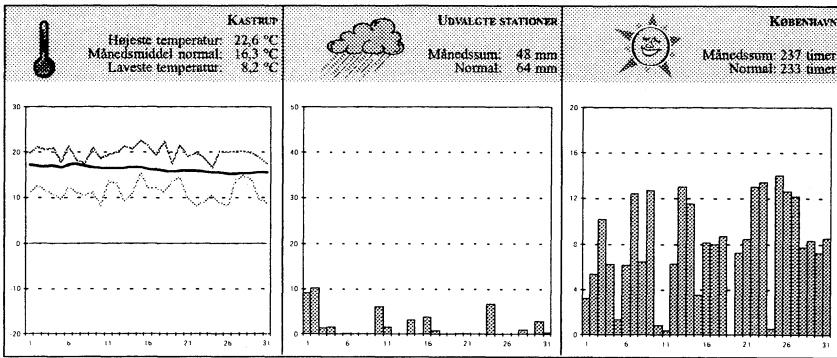 KASTRUP
Højeste temperatur: 22,6 °C
Månedsmiddel normal: 16,3 °C
Laveste temperatur: 8,2 °C
30
20
10
0
-10
-20
1 6 11 16 21 26 31
UDVALGTE STATIONER
Månedssum: 48 mm
Normal: 64 mm
50
40
30
20
10
0
1 6 11 16 21 26 31
KØBENHAVN
Månedssum: 237 timer
Normal: 233 timer
20
16
12
8
4
0
1 6 11 16 21 26 31